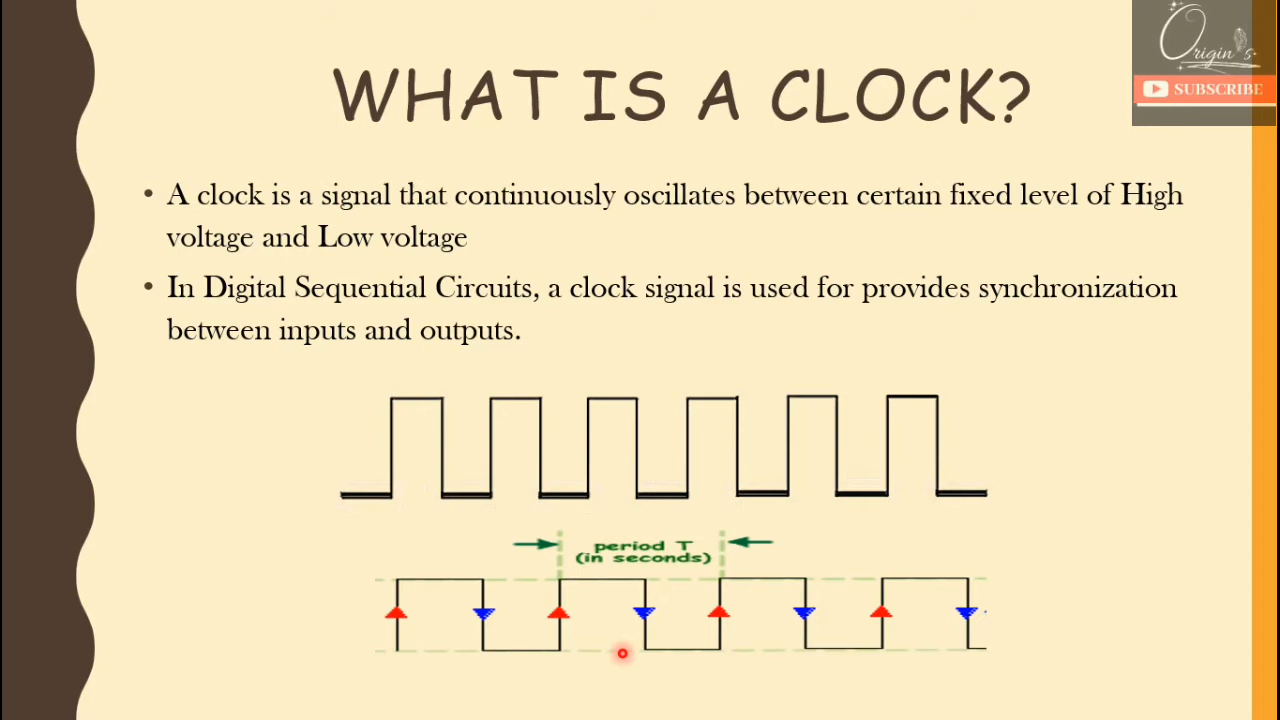 Origin's.
SUBSCRIBE
WHAT IS A CLOCK?
• A clock is a signal that continuously oscillates between certain fixed level of High
voltage and Low voltage
• In Digital Sequential Circuits, a clock signal is used for provides synchronization
between inputs and outputs.
period T
(in seconds)